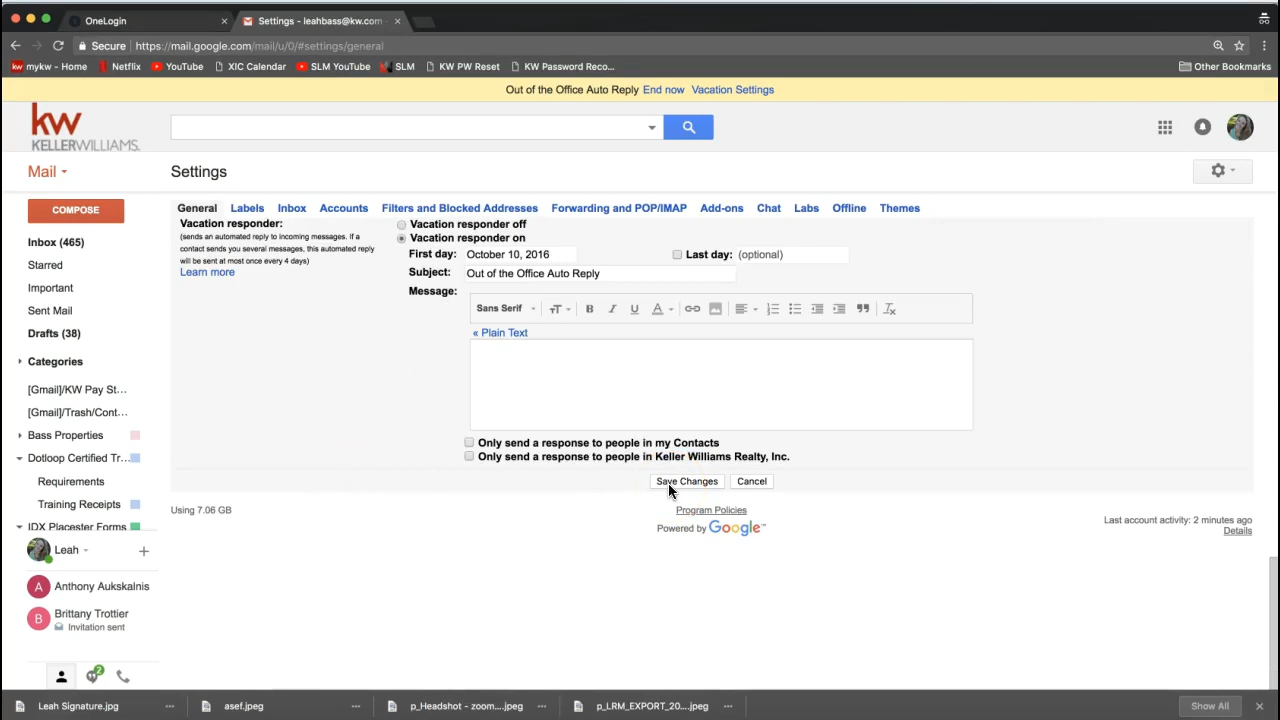 OneLogin
Settings - leahbass@kw.com
Secure https://mail.google.com/mail/u/0/#settings/general
kw mykw - Home Netflix YouTube XIC Calendar SLM YouTube SLM KW PW Reset KW Password Reco... Other Bookmarks
Out of the Office Auto Reply End now Vacation Settings
kw
KELLERWILLIAMS.
Mail
Settings
COMPOSE
Inbox (465)
Starred
Important
Sent Mail
Drafts (38)
Categories
[Gmail]/KW Pay St...
[Gmail]/Trash/Cont...
Bass Properties
Dotloop Certified Tr...
Requirements
Training Receipts
IDX Placester Forms
Leah
A Anthony Aukskalnis
B Brittany Trottier
Invitation sent
2
General Labels Inbox Accounts Filters and Blocked Addresses Forwarding and POP/IMAP Add-ons Chat Labs Offline Themes
Vacation responder:
(sends an automated reply to incoming messages. If a
contact sends you several messages, this automated reply
will be sent at most once every 4 days)
Learn more
Vacation responder off
Vacation responder on
First day: October 10, 2016 Last day: (optional)
Subject: Out of the Office Auto Reply
Message:
Sans Serif B I U A
« Plain Text
Only send a response to people in my Contacts
Only send a response to people in Keller Williams Realty, Inc.
Save Changes Cancel
Using 7.06 GB
Program Policies
Powered by Google™
Last account activity: 2 minutes ago
Details
Leah Signature.jpg asef.jpeg p_Headshot - zoom....jpeg p_LRM_EXPORT_20....jpeg Show All